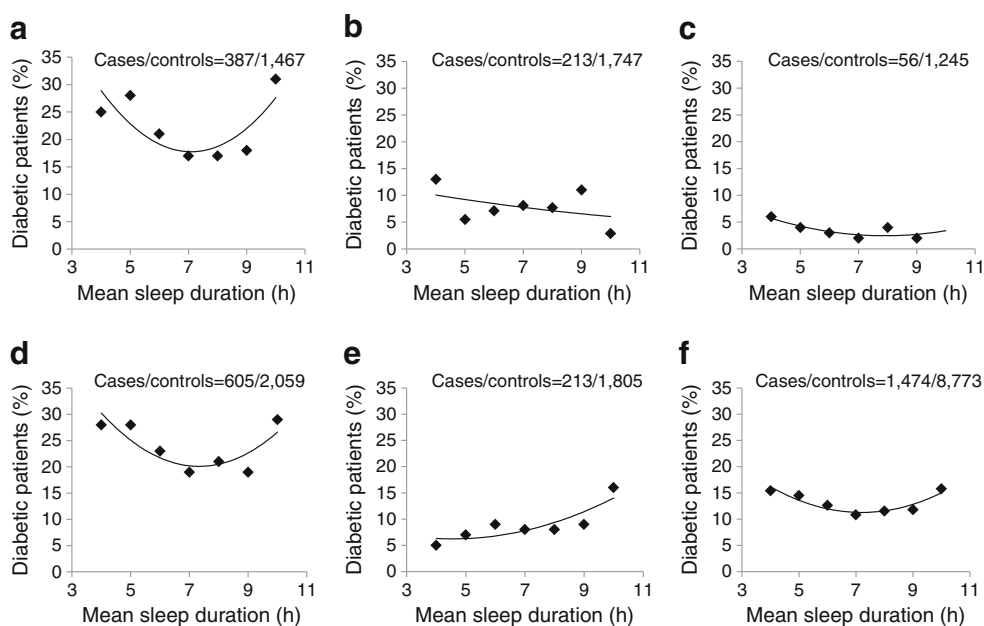 a
Cases/controls=387/1,467
Diabetic patients (%)
35
30
25
20
15
10
5
0
3 5 7 9 11
Mean sleep duration (h)
b
Cases/controls=213/1,747
Diabetic patients (%)
35
30
25
20
15
10
5
0
3 5 7 9 11
Mean sleep duration (h)
c
Cases/controls=56/1,245
Diabetic patients (%)
35
30
25
20
15
10
5
0
3 5 7 9 11
Mean sleep duration (h)
d
Cases/controls=605/2,059
Diabetic patients (%)
35
30
25
20
15
10
5
0
3 5 7 9 11
Mean sleep duration (h)
e
Cases/controls=213/1,805
Diabetic patients (%)
35
30
25
20
15
10
5
0
3 5 7 9 11
Mean sleep duration (h)
f
Cases/controls=1,474/8,773
Diabetic patients (%)
35
30
25
20
15
10
5
0
3 5 7 9 11
Mean sleep duration (h)